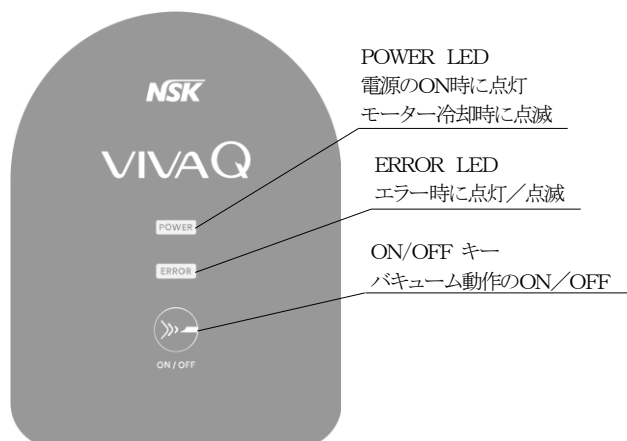 NSK
VIVA Q
POWER
ERROR
ON / OFF
POWER LED
電源のON時に点灯
モーター冷却時に点滅
ERROR LED
エラー時に点灯／点滅
ON/OFF キー
バキューム動作のON／OFF